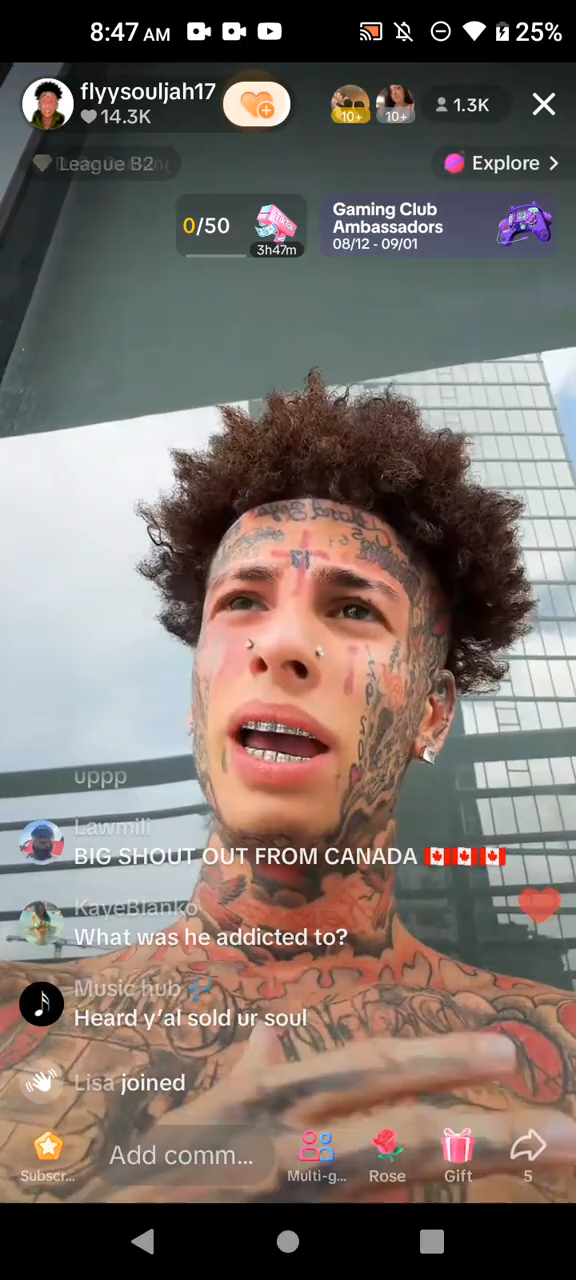 8:47 AM
25%
flyysouljah17
14.3K
10+
10+
1.3K
League B2
Explore >
0/50
3h47m
Gaming Club
Ambassadors
08/12 - 09/01
uppp
Lawmili
BIG SHOUT OUT FROM CANADA 🇨🇦🇨🇦🇨🇦
KayeBlanko
What was he addicted to?
Music hub 🎶
Heard y'al sold ur soul
Lisa joined
Add comm...
Subscr...
Multi-g...
Rose
Gift
5